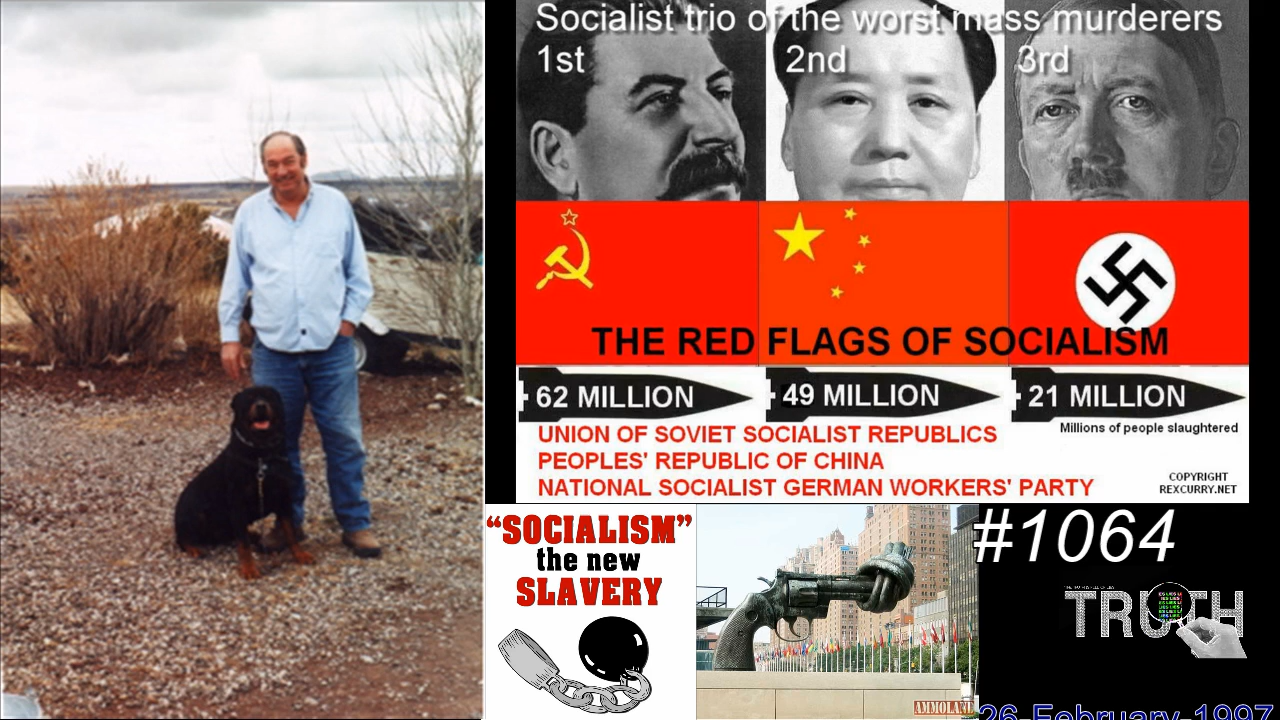 Socialist trio of the worst mass murderers
1st 2nd 3rd
THE RED FLAGS OF SOCIALISM
62 MILLION 49 MILLION 21 MILLION
Millions of people slaughtered
UNION OF SOVIET SOCIALIST REPUBLICS
PEOPLES' REPUBLIC OF CHINA
NATIONAL SOCIALIST GERMAN WORKERS' PARTY
COPYRIGHT
REXCURRY.NET
“SOCIALISM”
the new
SLAVERY
AMMOLAND
#1064
TRUTH
26 February 1997